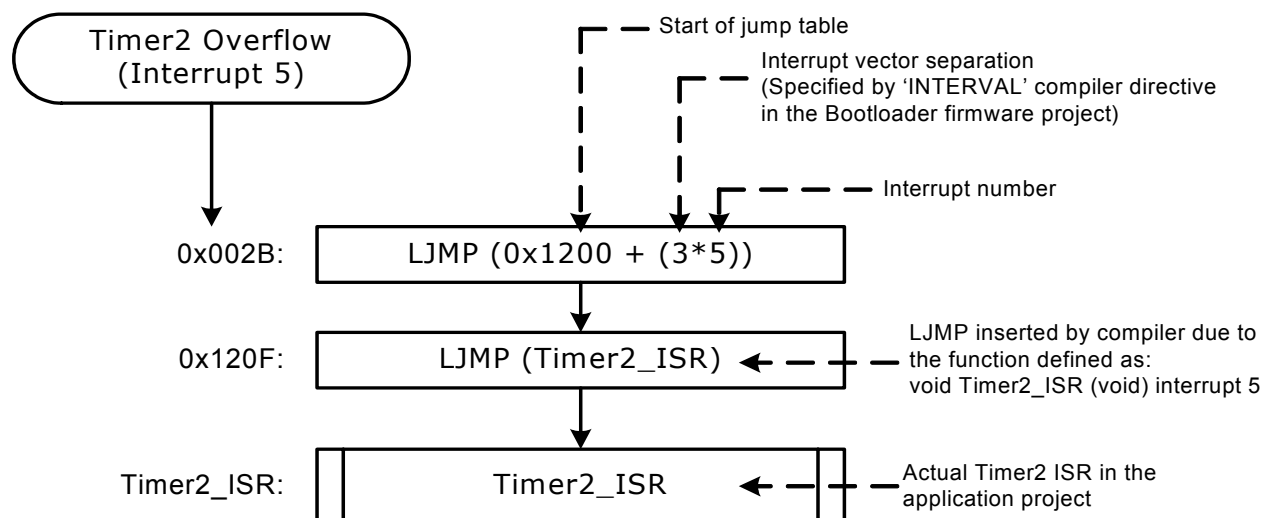 Timer2 Overflow
(Interrupt 5)
Start of jump table
Interrupt vector separation
(Specified by ‘INTERVAL’ compiler directive
in the Bootloader firmware project)
Interrupt number
0x002B:
LJMP (0x1200 + (3*5))
0x120F:
LJMP (Timer2_ISR)
LJMP inserted by compiler due to
the function defined as:
void Timer2_ISR (void) interrupt 5
Timer2_ISR:
Timer2_ISR
Actual Timer2 ISR in the
application project